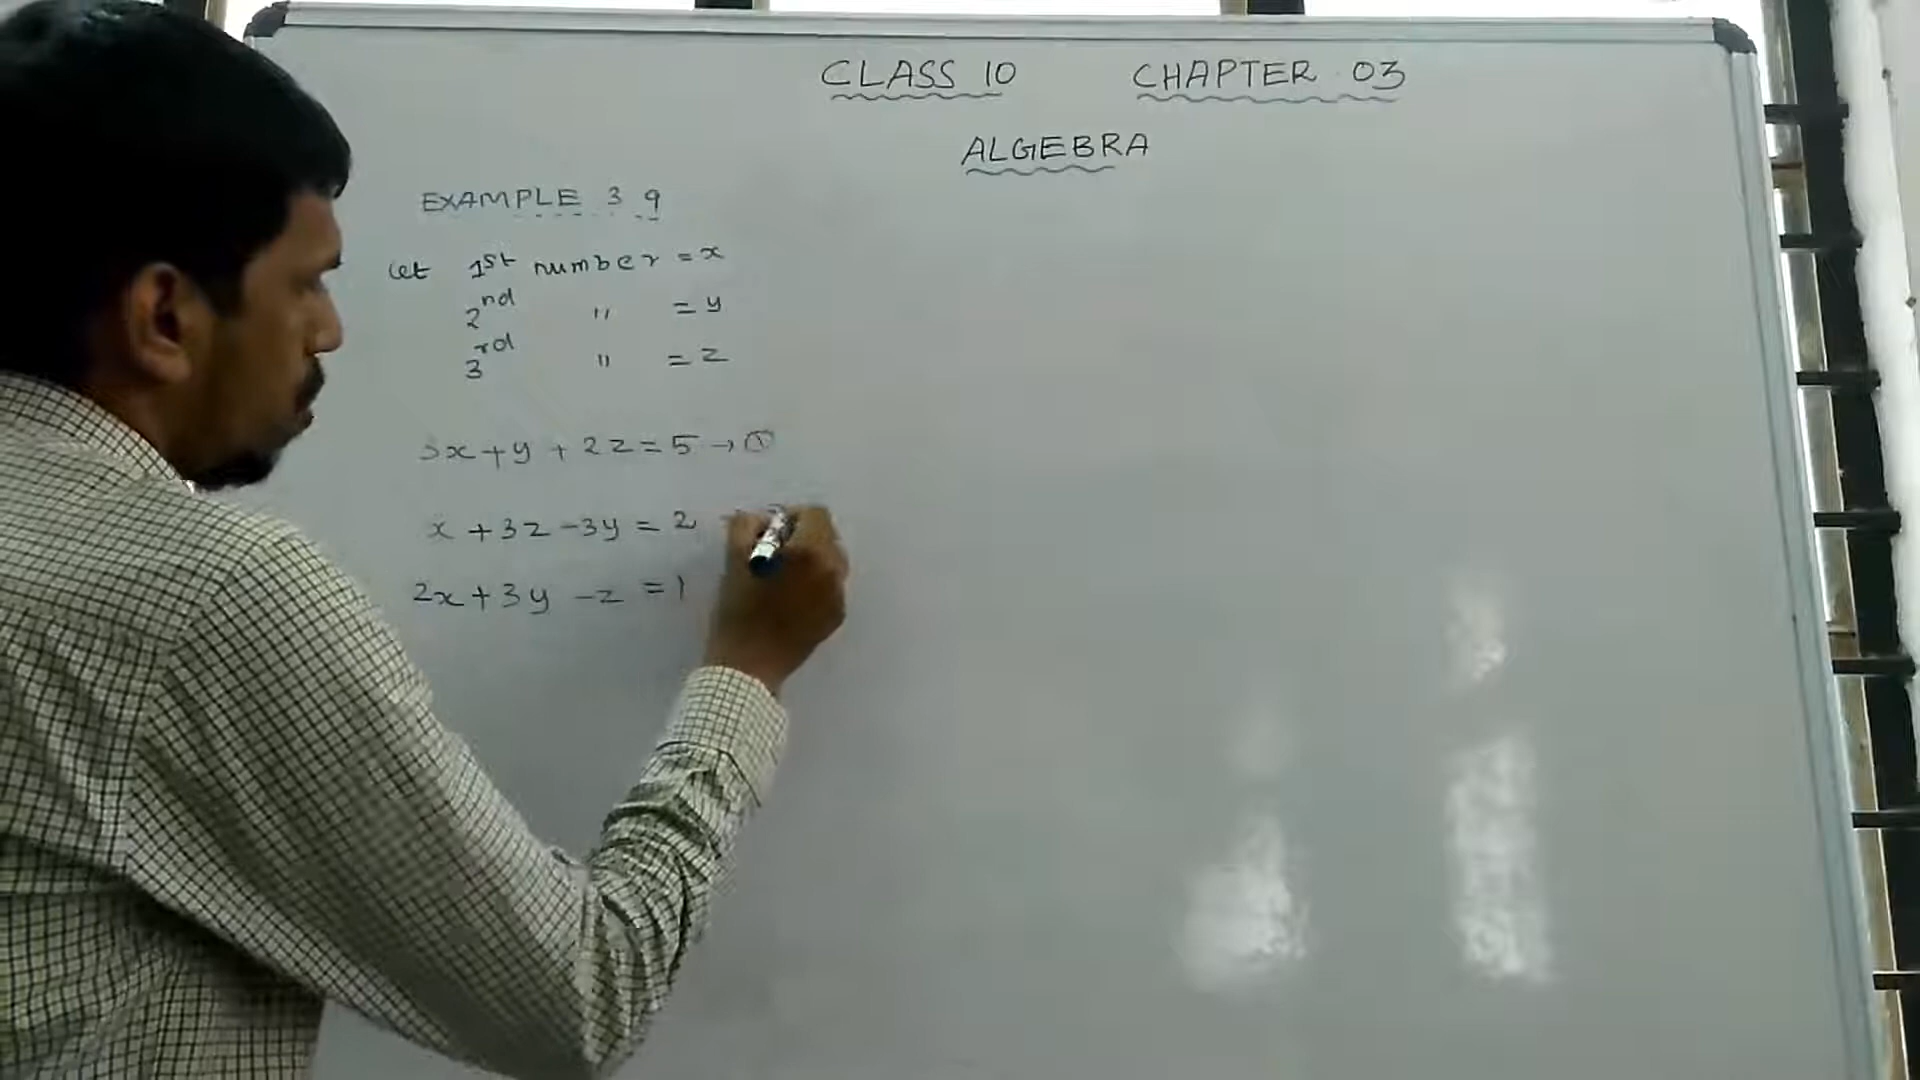 CLASS 10 CHAPTER 03
ALGEBRA
EXAMPLE 3 9
Let 1st number = x
2nd " = y
3rd " = z
3x + y + 2z = 5 → ①
x + 3z - 3y = 2
2x + 3y - z = 1